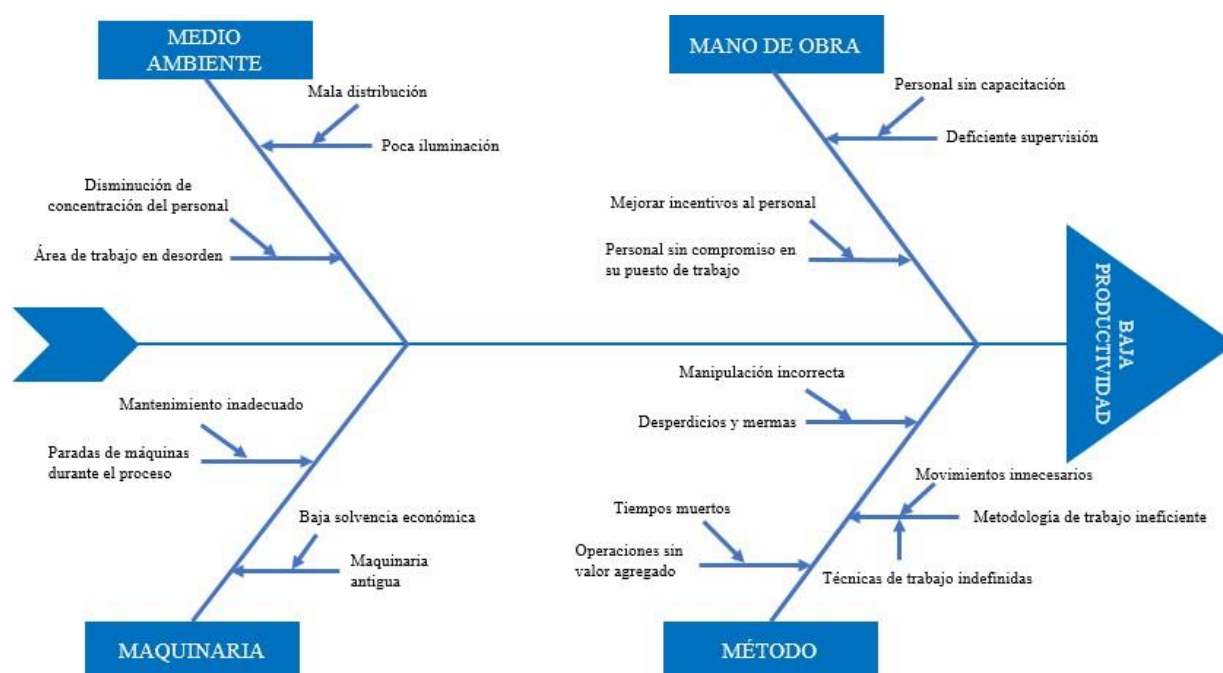 MEDIO
AMBIENTE
Mala distribución
Poca iluminación
Disminución de
concentración del personal
Área de trabajo en desorden
MANO DE OBRA
Personal sin capacitación
Deficiente supervisión
Mejorar incentivos al personal
Personal sin compromiso en
su puesto de trabajo
BAJA
PRODUCTIVIDAD
Mantenimiento inadecuado
Paradas de máquinas
durante el proceso
Baja solvencia económica
Maquinaria
antigua
MAQUINARIA
Manipulación incorrecta
Desperdicios y mermas
Movimientos innecesarios
Metodología de trabajo ineficiente
Técnicas de trabajo indefinidas
Tiempos muertos
Operaciones sin
valor agregado
MÉTODO